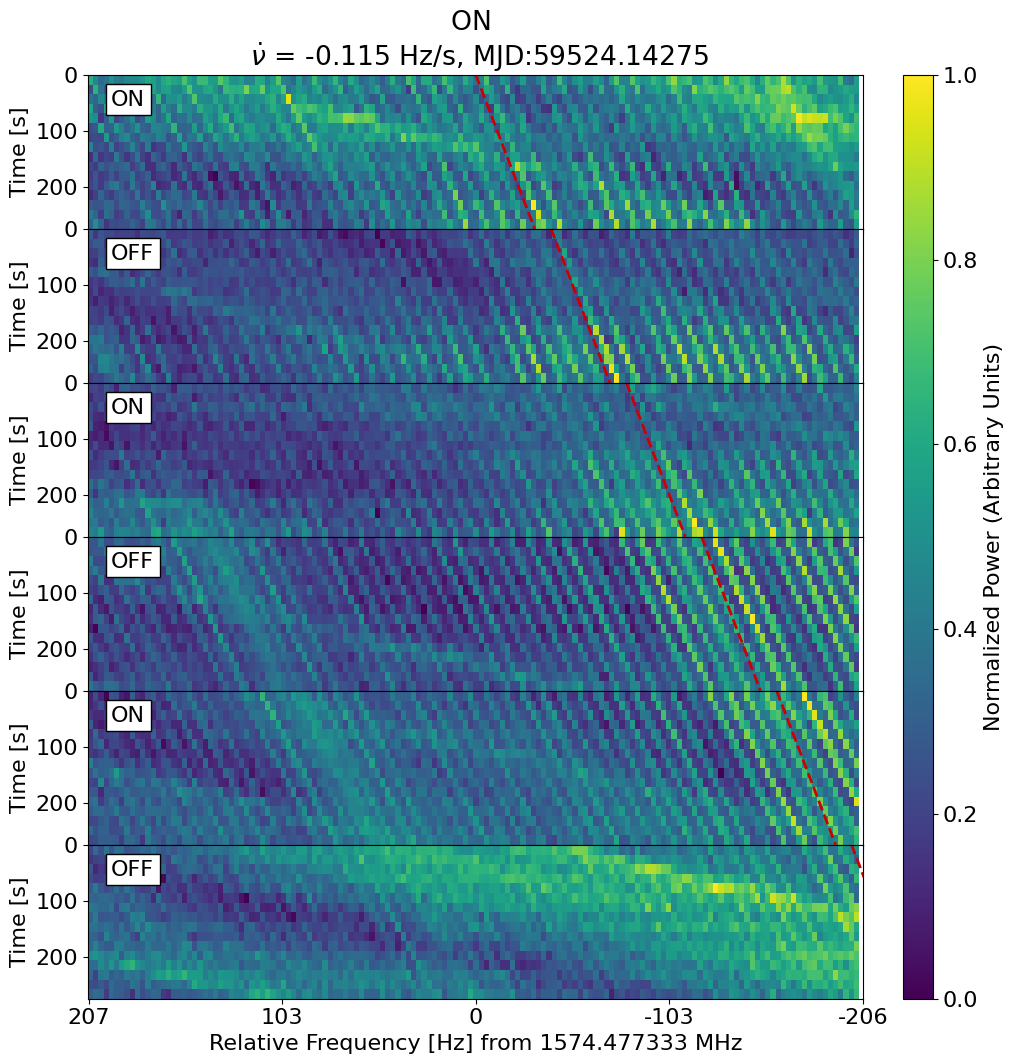 ON
ν̇ = -0.115 Hz/s, MJD:59524.14275
0
100
200
Time [s]
ON
0
100
200
Time [s]
OFF
0
100
200
Time [s]
ON
0
100
200
Time [s]
OFF
0
100
200
Time [s]
ON
0
100
200
Time [s]
OFF
207
103
0
-103
-206
Relative Frequency [Hz] from 1574.477333 MHz
1.0
0.8
0.6
0.4
0.2
0.0
Normalized Power (Arbitrary Units)